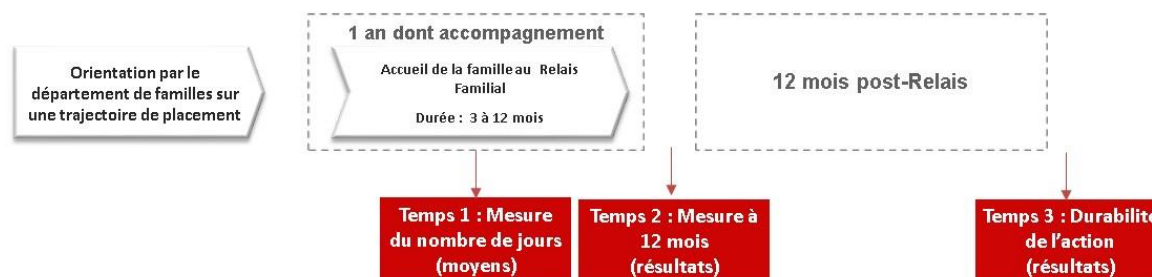 Orientation par le
département de familles sur
une trajectoire de placement
1 an dont accompagnement
Accueil de la famille au Relais
Familial
Durée : 3 à 12 mois
12 mois post-Relais
Temps 1 : Mesure
du nombre de jours
(moyens)
Temps 2 : Mesure à
12 mois
(résultats)
Temps 3 : Durabilité
de l'action
(résultats)